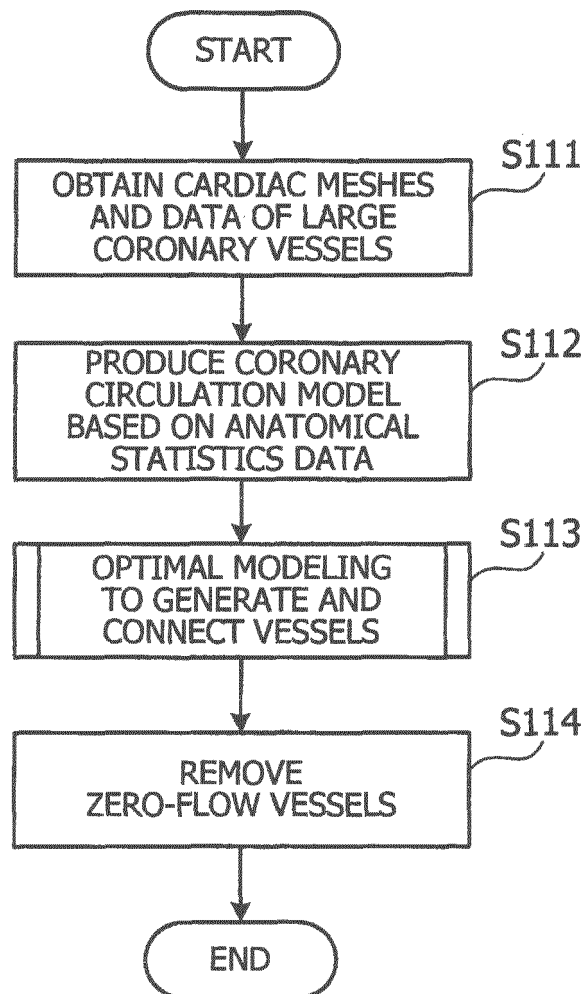 START
S111
OBTAIN CARDIAC MESHES
AND DATA OF LARGE
CORONARY VESSELS
S112
PRODUCE CORONARY
CIRCULATION MODEL
BASED ON ANATOMICAL
STATISTICS DATA
S113
OPTIMAL MODELING
TO GENERATE AND
CONNECT VESSELS
S114
REMOVE
ZERO-FLOW VESSELS
END